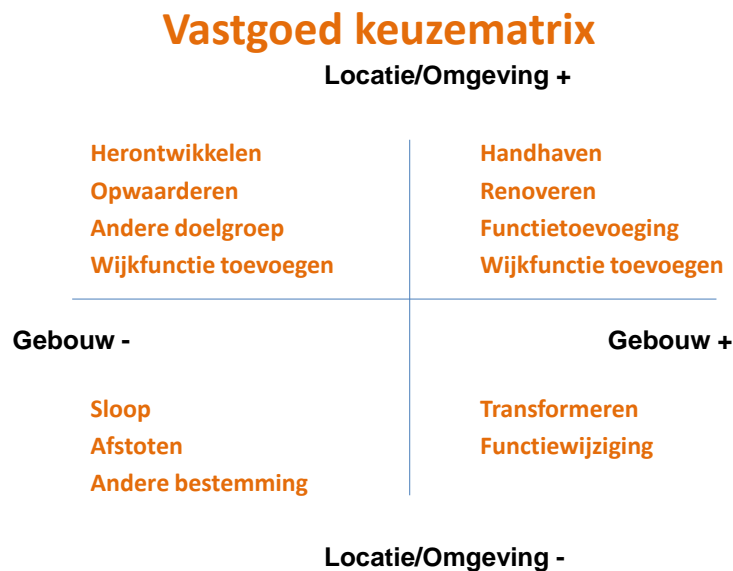 Vastgoed keuzematrix
Locatie/Omgeving +
Herontwikkelen
Opwaarderen
Andere doelgroep
Wijkfunctie toevoegen
Handhaven
Renoveren
Functietoevoeging
Wijkfunctie toevoegen
Gebouw -
Gebouw +
Sloop
Afstoten
Andere bestemming
Transformeren
Functiewijziging
Locatie/Omgeving -